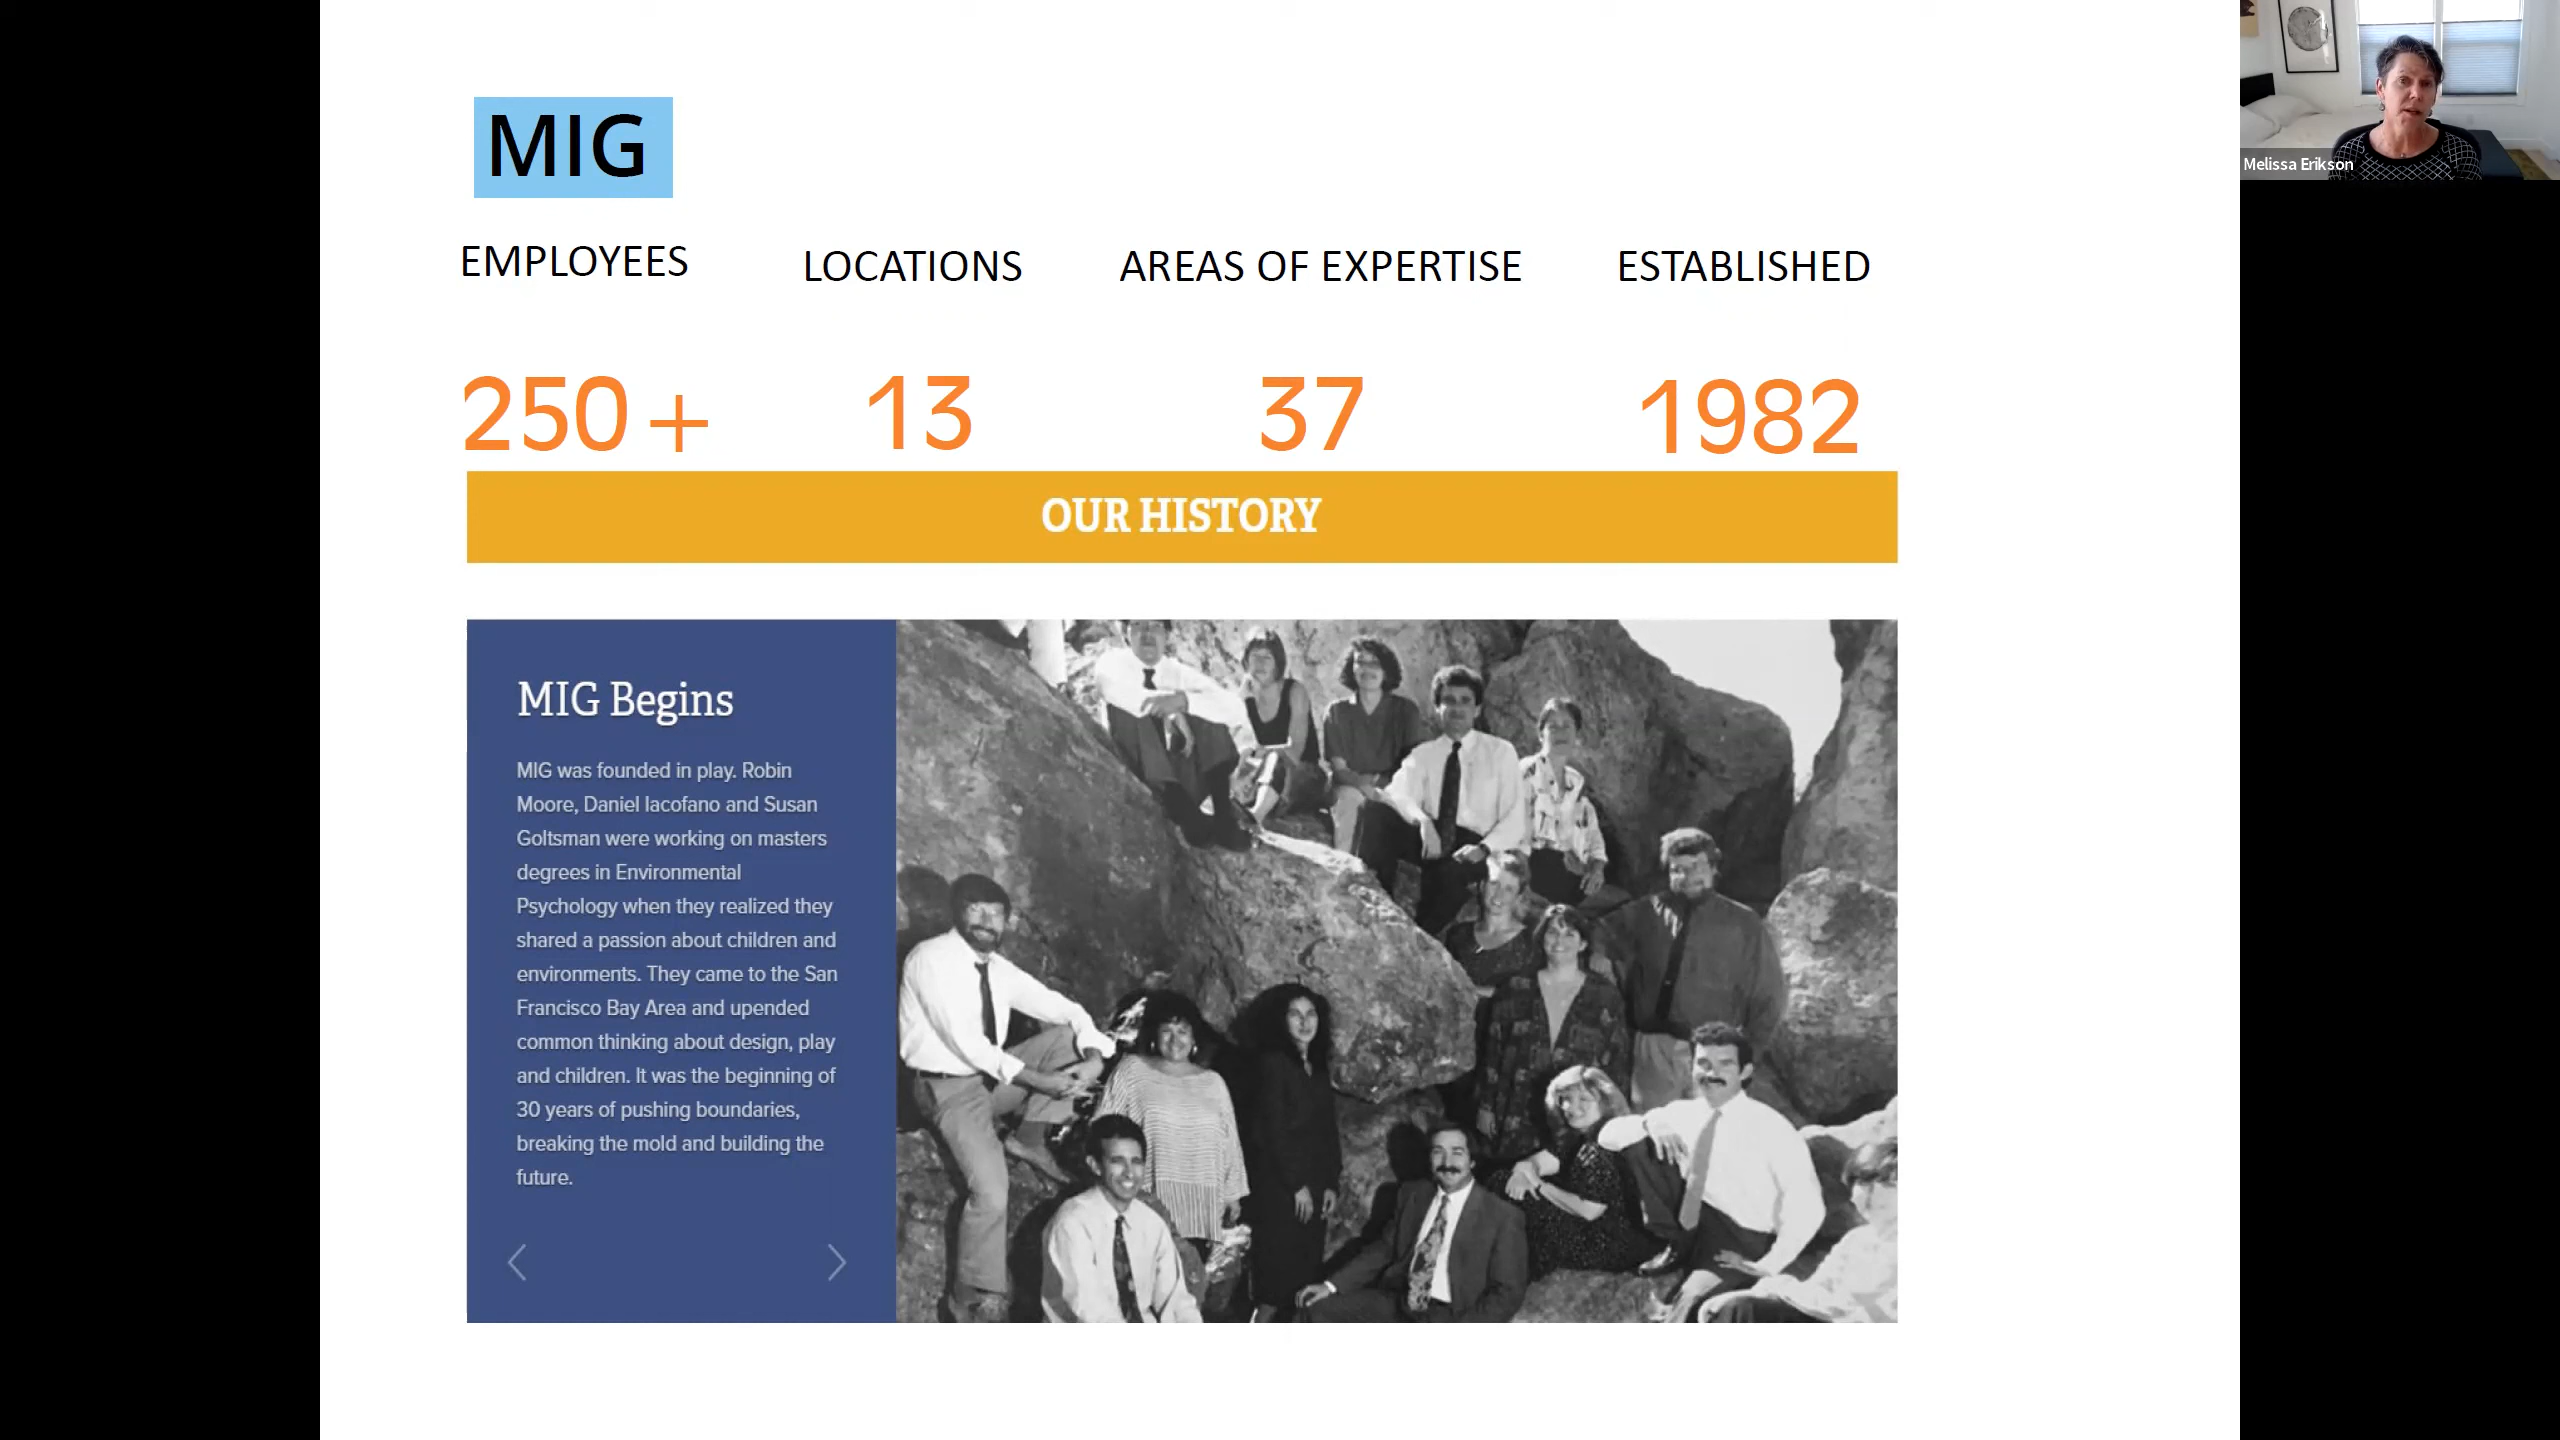 MIG
EMPLOYEES
LOCATIONS
AREAS OF EXPERTISE
ESTABLISHED
250 +
13
37
1982
OUR HISTORY
MIG Begins
MIG was founded in play. Robin
Moore, Daniel Iacofano and Susan
Goltsman were working on masters
degrees in Environmental
Psychology when they realized they
shared a passion about children and
environments. They came to the San
Francisco Bay Area and upended
common thinking about design, play
and children. It was the beginning of
30 years of pushing boundaries,
breaking the mold and building the
future.
Melissa Erikson